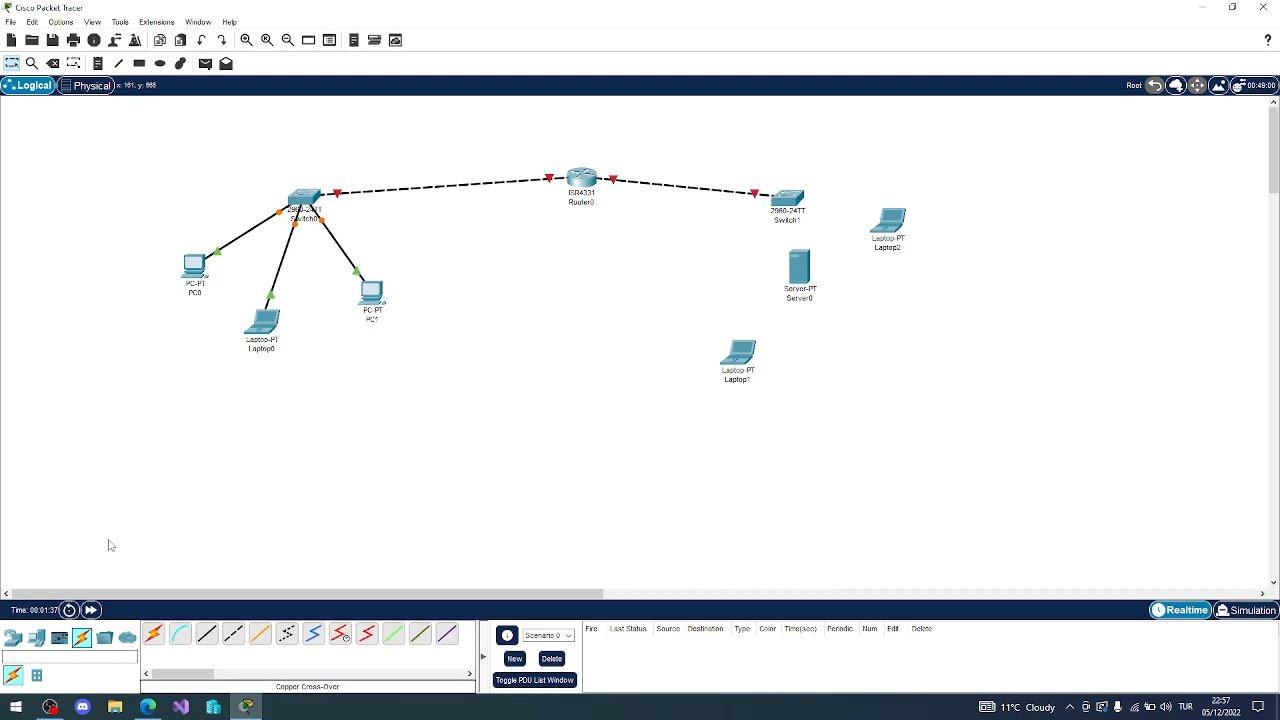 Cisco Packet Tracer
File Edit Options View Tools Extensions Window Help
?
Logical Physical x: 161, y: 665 Root 00:49:00
ISR4331
Router0
2960-24TT
Switch0
2960-24TT
Switch1
Laptop-PT
Laptop2
PC-PT
PC0
Server-PT
Server0
PC-PT
PC1
Laptop-PT
Laptop0
Laptop-PT
Laptop1
Time: 00:01:37 Realtime Simulation
Scenario 0
New Delete
Toggle PDU List Window
Fire Last Status Source Destination Type Color Time(sec) Periodic Num Edit Delete
Copper Cross-Over
11°C Cloudy TUR 22:57
05/12/2022